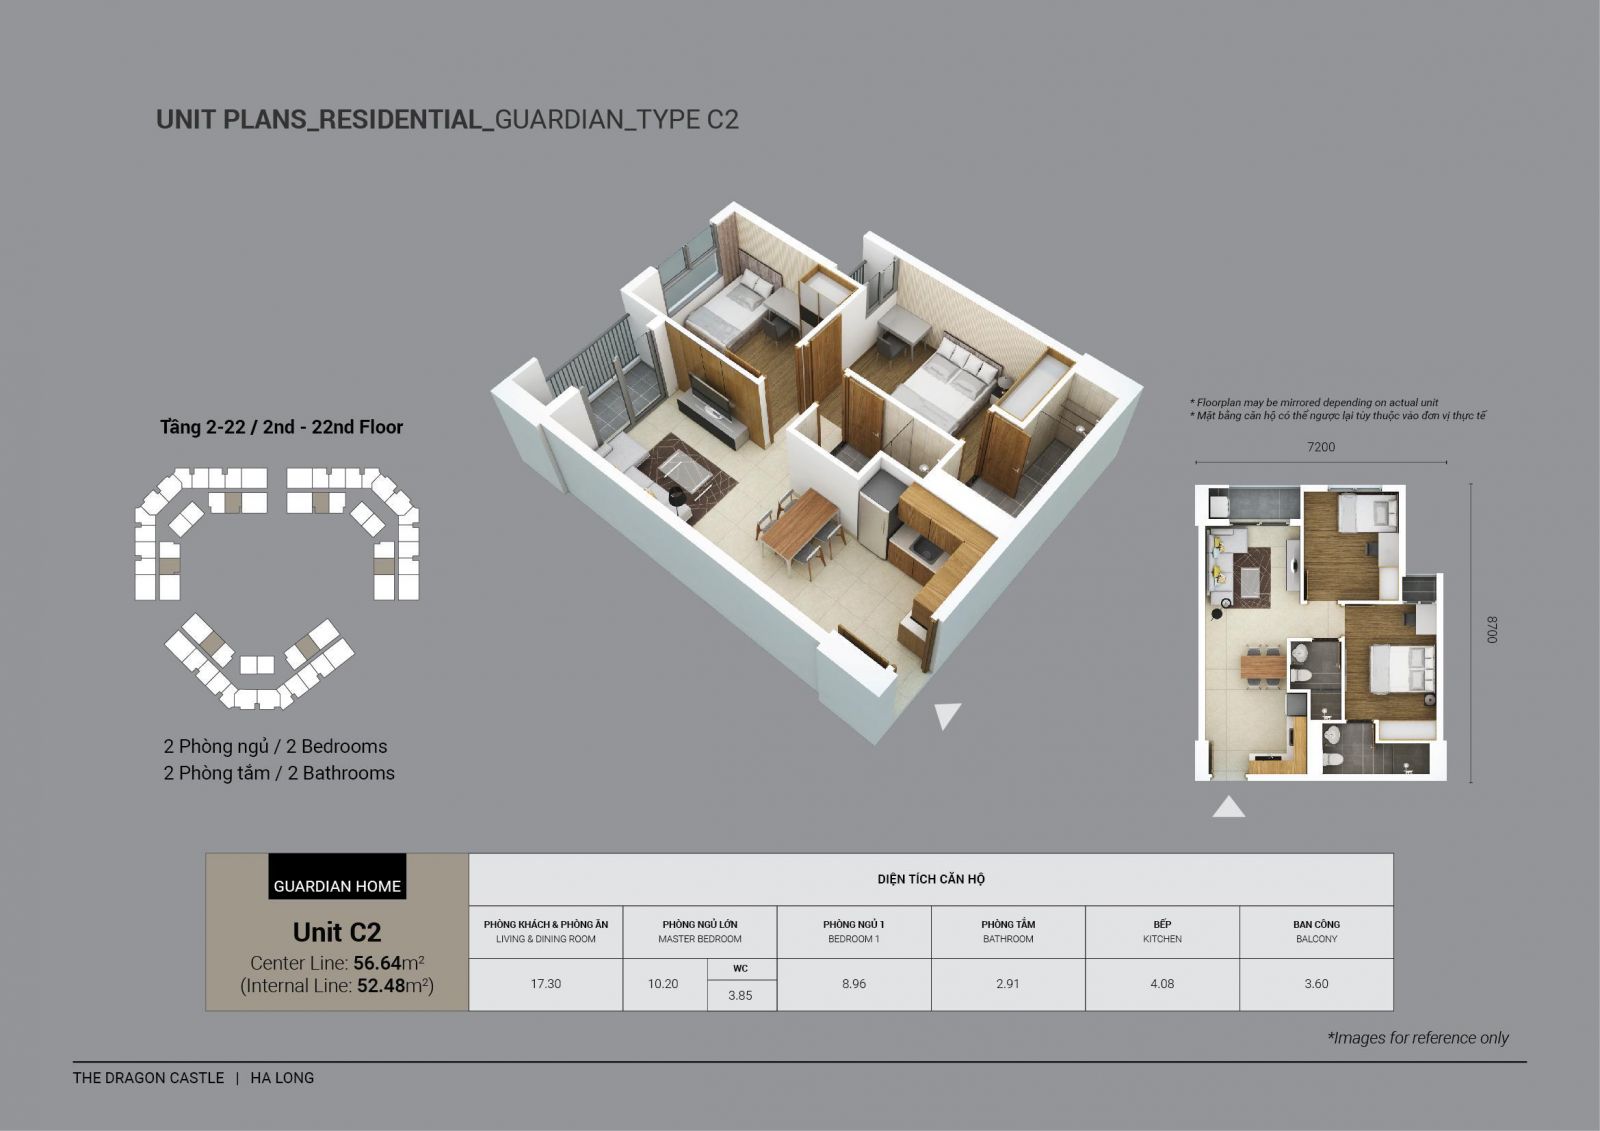 UNIT PLANS_RESIDENTIAL_GUARDIAN_TYPE C2
* Floorplan may be mirrored depending on actual unit
* Mặt bằng căn hộ có thể ngược lại tùy thuộc vào đơn vị thực tế
7200
8700
Tầng 2-22 / 2nd - 22nd Floor
2 Phòng ngủ / 2 Bedrooms
2 Phòng tắm / 2 Bathrooms
GUARDIAN HOME
Unit C2
Center Line: 56.64m²
(Internal Line: 52.48m²)
DIỆN TÍCH CĂN HỘ
PHÒNG KHÁCH & PHÒNG ĂN
LIVING & DINING ROOM
17.30
PHÒNG NGỦ LỚN
MASTER BEDROOM
10.20
WC
3.85
PHÒNG NGỦ 1
BEDROOM 1
8.96
PHÒNG TẮM
BATHROOM
2.91
BẾP
KITCHEN
4.08
BAN CÔNG
BALCONY
3.60
*Images for reference only
THE DRAGON CASTLE | HA LONG